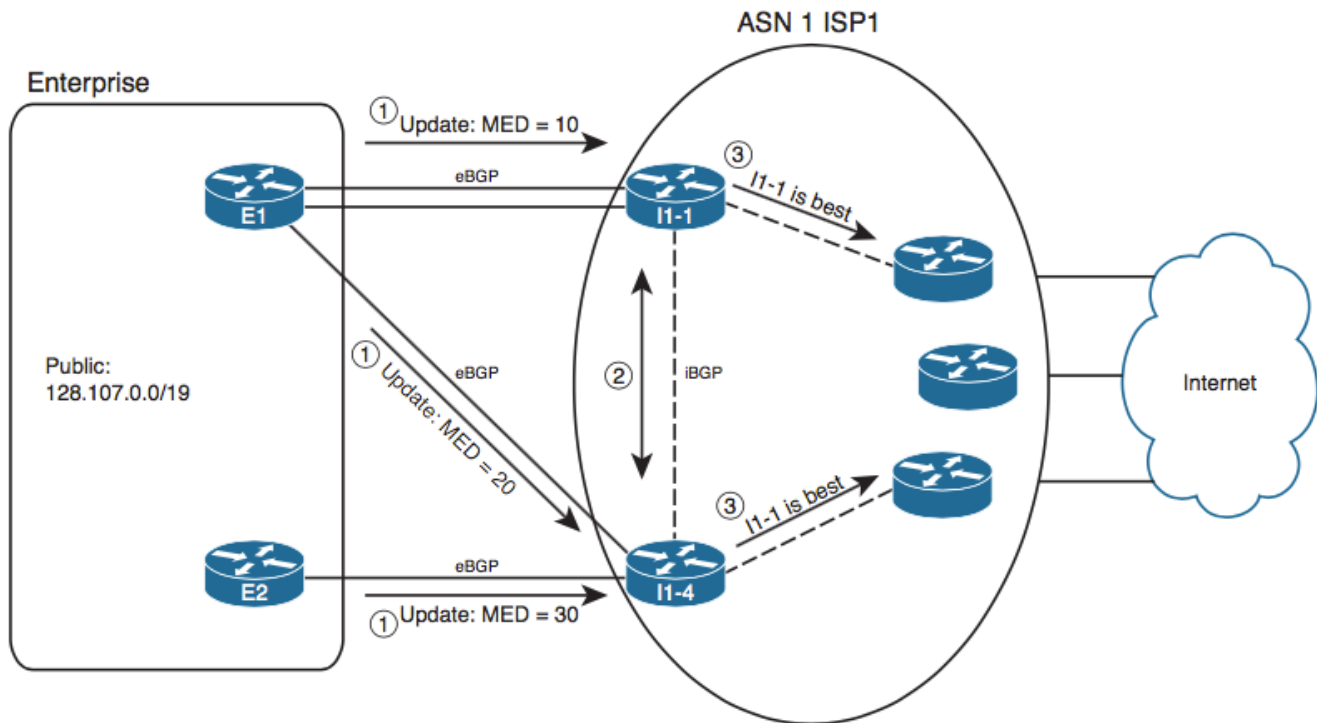 ASN 1 ISP1
Enterprise
① Update: MED = 10
eBGP
E1
I1-1
③
I1-1 is best
Public:
128.107.0.0/19
① Update: MED = 20
eBGP
②
iBGP
Internet
③
I1-1 is best
eBGP
E2
I1-4
① Update: MED = 30